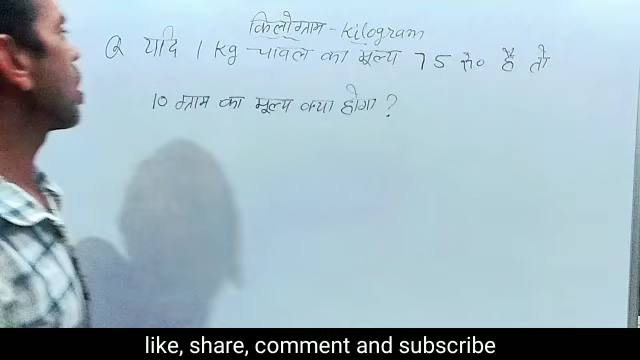 किलोग्राम - Kilogram
Q यदि 1 Kg चावल का मूल्य 75 रु० है तो
10 ग्राम का मूल्य क्या होगा ?
like, share, comment and subscribe